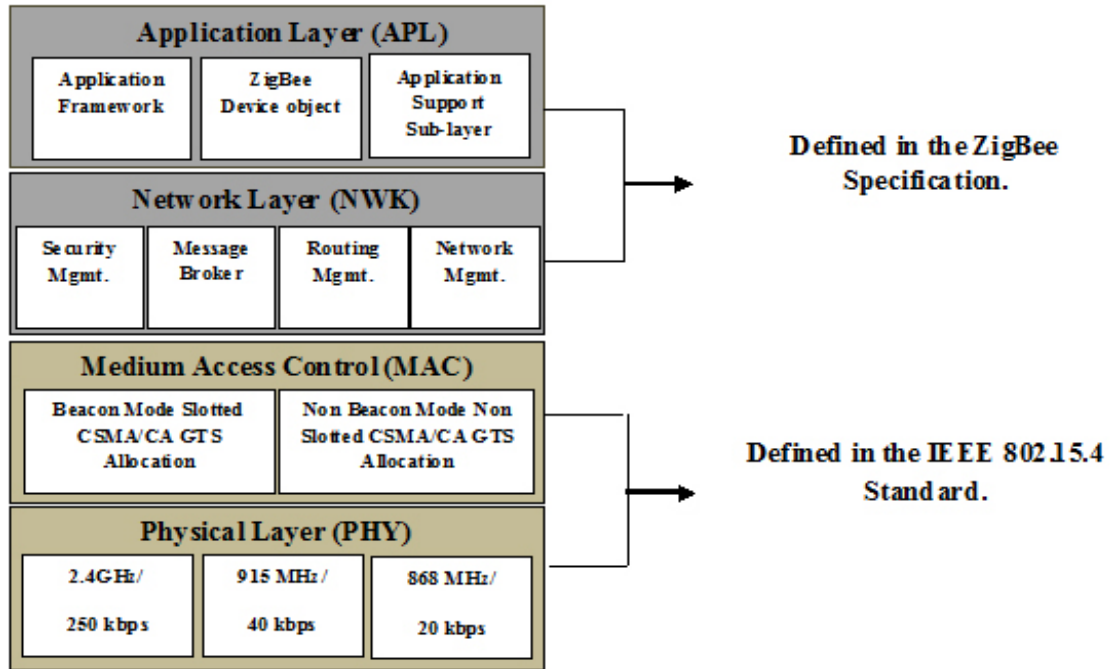 Application Layer (APL)
Application
Framework
ZigBee
Device object
Application
Support
Sub-layer
Defined in the ZigBee
Specification.
Network Layer (NWK)
Security
Mgmt.
Message
Broker
Routing
Mgmt.
Network
Mgmt.
Medium Access Control (MAC)
Beacon Mode Slotted
CSMA/CA GTS
Allocation
Non Beacon Mode Non
Slotted CSMA/CA GTS
Allocation
Defined in the IEEE 802.15.4
Standard.
Physical Layer (PHY)
2.4GHz/
250 kbps
915 MHz/
40 kbps
868 MHz/
20 kbps